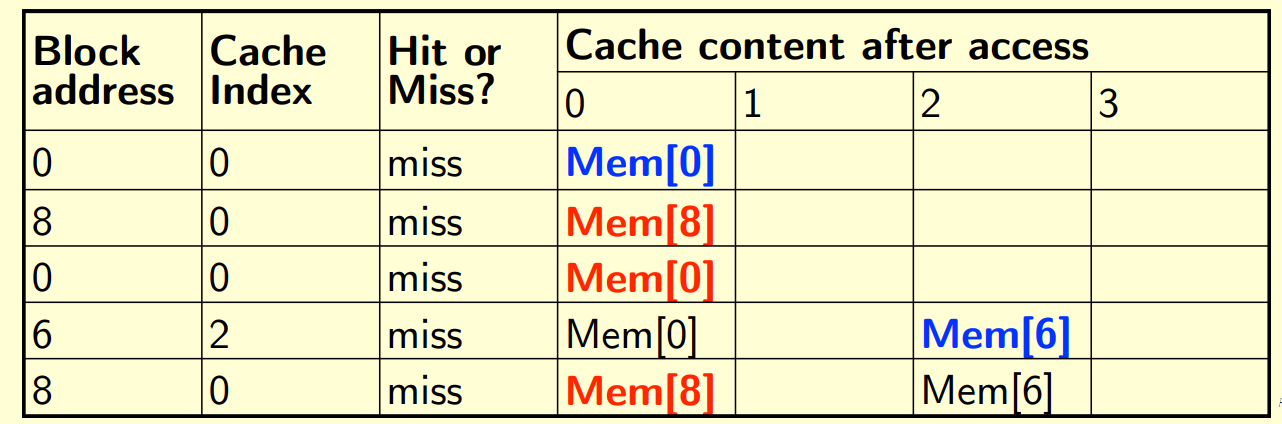 Block address
Cache Index
Hit or Miss?
Cache content after access
0 1 2 3
0 0 miss Mem[0]
8 0 miss Mem[8]
0 0 miss Mem[0]
6 2 miss Mem[0] Mem[6]
8 0 miss Mem[8] Mem[6]